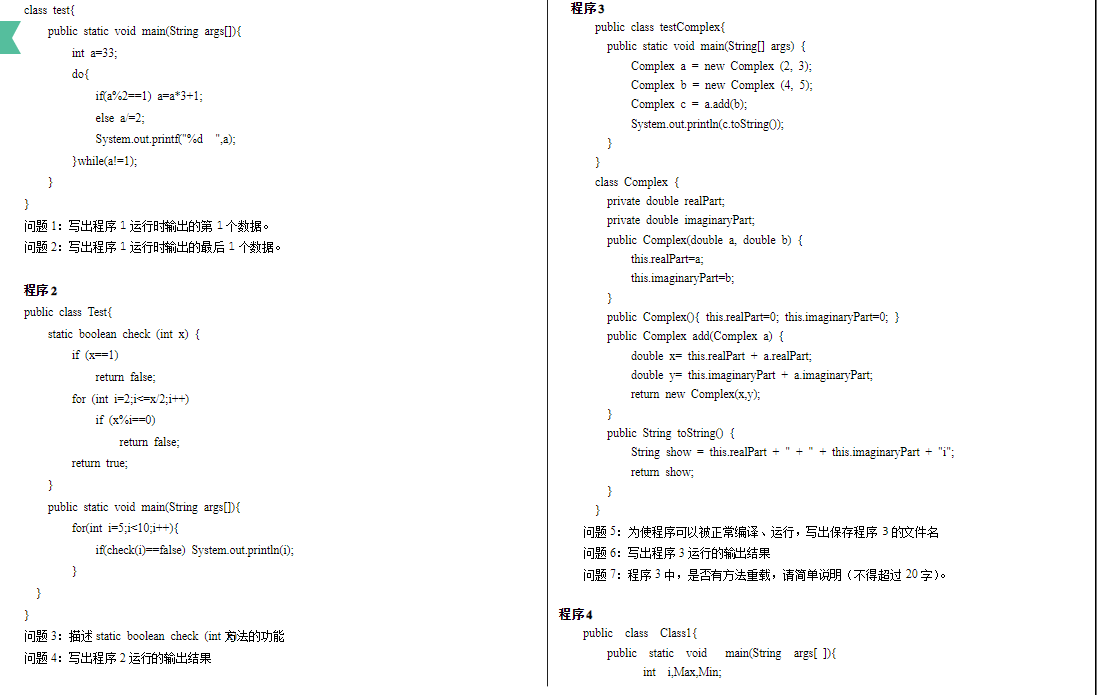 class test{
public static void main(String args[]){
int a=33;
do{
if(a%2==1) a=a*3+1;
else a/=2;
System.out.printf("%d ",a);
}while(a!=1);
}
}
问题1：写出程序1运行时输出的第1个数据。
问题2：写出程序1运行时输出的最后1个数据。
程序2
public class Test{
static boolean check (int x) {
if (x==1)
return false;
for (int i=2;i<=x/2;i++)
if (x%i==0)
return false;
return true;
}
public static void main(String args[]){
for(int i=5;i<10;i++){
if(check(i)==false) System.out.println(i);
}
}
}
问题3：描述static boolean check (int 方法的功能
问题4：写出程序2运行的输出结果
程序3
public class testComplex{
public static void main(String[] args) {
Complex a = new Complex (2, 3);
Complex b = new Complex (4, 5);
Complex c = a.add(b);
System.out.println(c.toString());
}
}
class Complex {
private double realPart;
private double imaginaryPart;
public Complex(double a, double b) {
this.realPart=a;
this.imaginaryPart=b;
}
public Complex(){ this.realPart=0; this.imaginaryPart=0; }
public Complex add(Complex a) {
double x= this.realPart + a.realPart;
double y= this.imaginaryPart + a.imaginaryPart;
return new Complex(x,y);
}
public String toString() {
String show = this.realPart + " + " + this.imaginaryPart + "i";
return show;
}
}
问题5：为使程序可以被正常编译、运行，写出保存程序3的文件名
问题6：写出程序3运行的输出结果
问题7：程序3中，是否有方法重载，请简单说明（不得超过20字）。
程序4
public class Class1{
public static void main(String args[ ]){
int i,Max,Min;